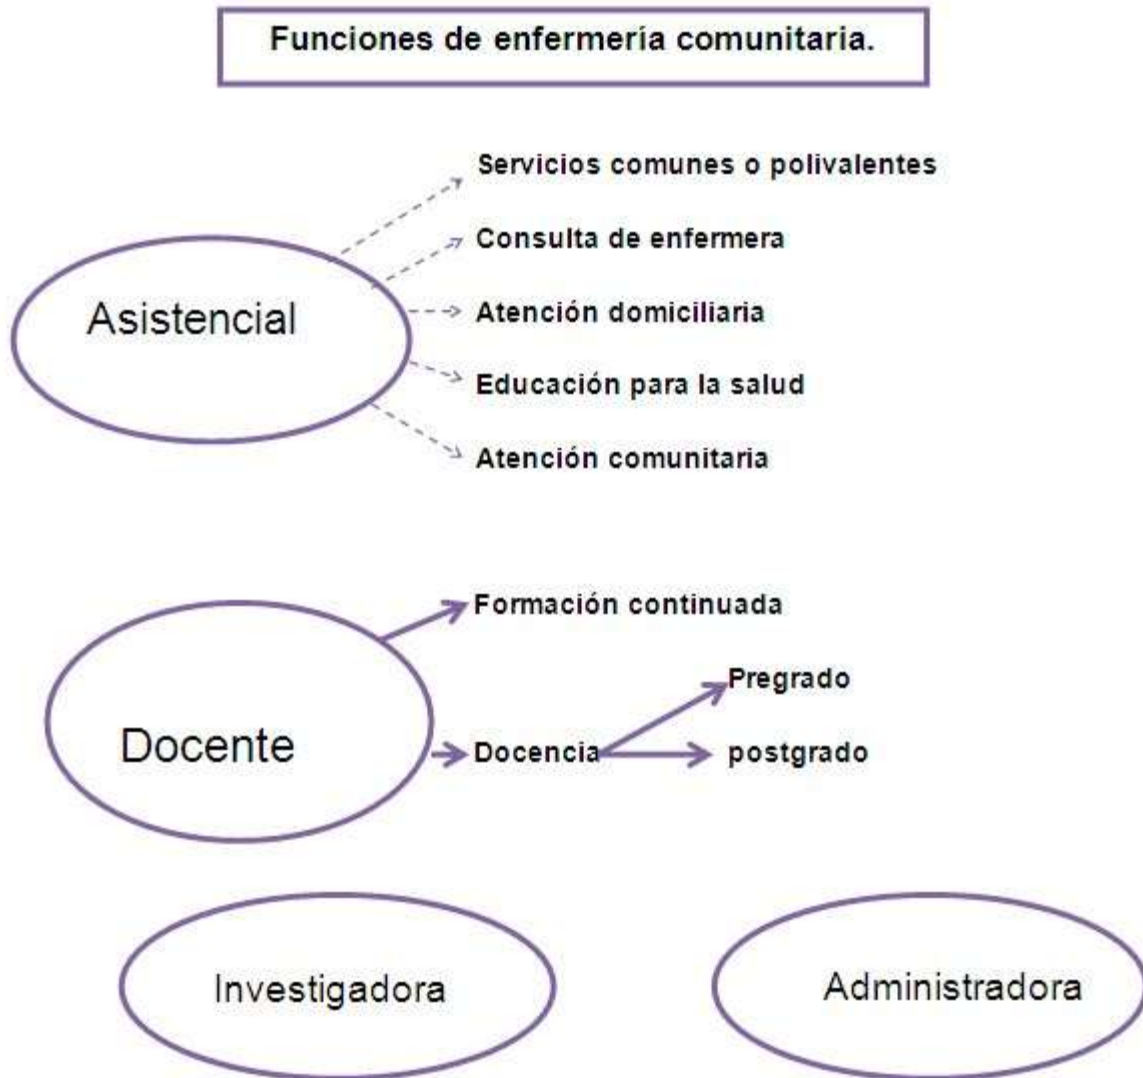 Funciones de enfermería comunitaria.
Servicios comunes o polivalentes
Consulta de enfermera
Asistencial
Atención domiciliaria
Educación para la salud
Atención comunitaria
Formación continuada
Pregrado
Docente
Docencia
postgrado
Investigadora
Administradora